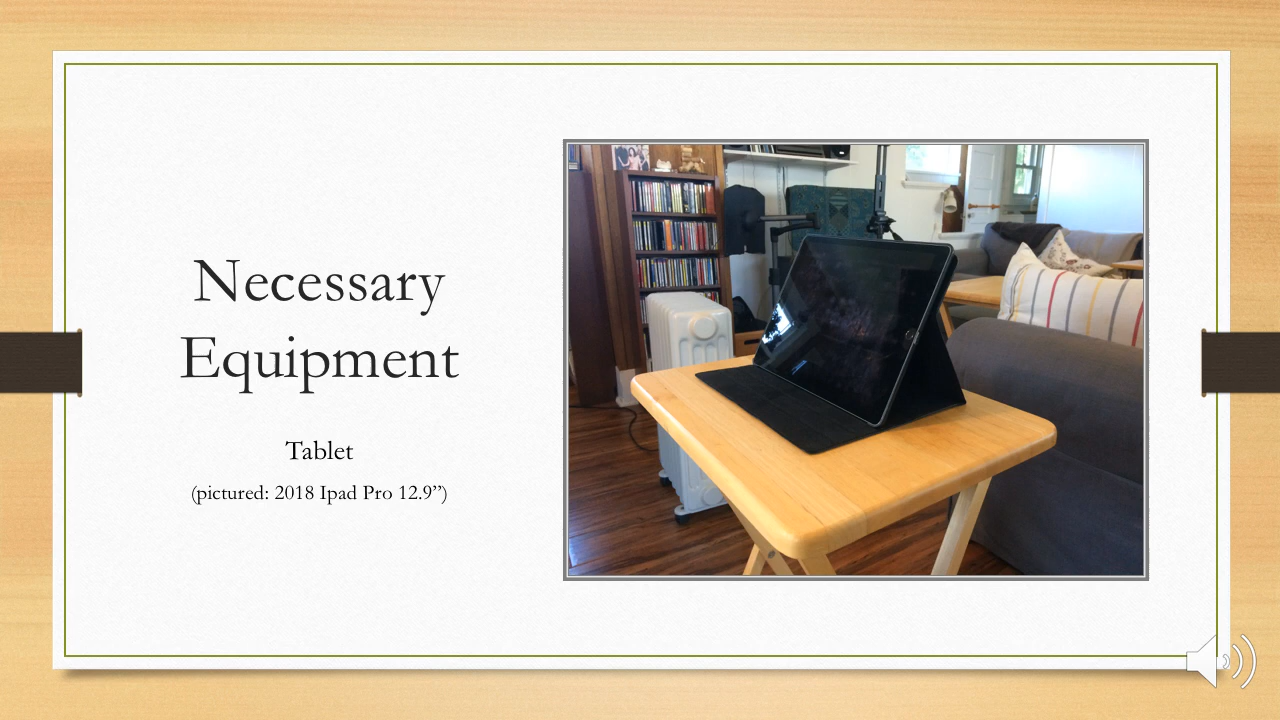 Necessary
Equipment
Tablet
(pictured: 2018 Ipad Pro 12.9”)